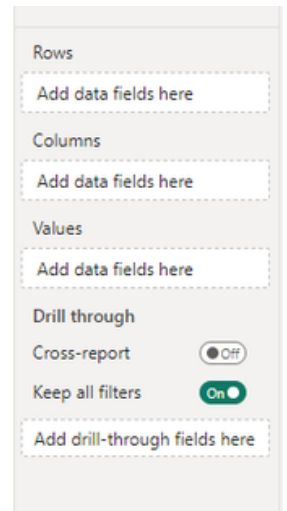 Rows
Add data fields here
Columns
Add data fields here
Values
Add data fields here
Drill through
Cross-report Off
Keep all filters On
Add drill-through fields here